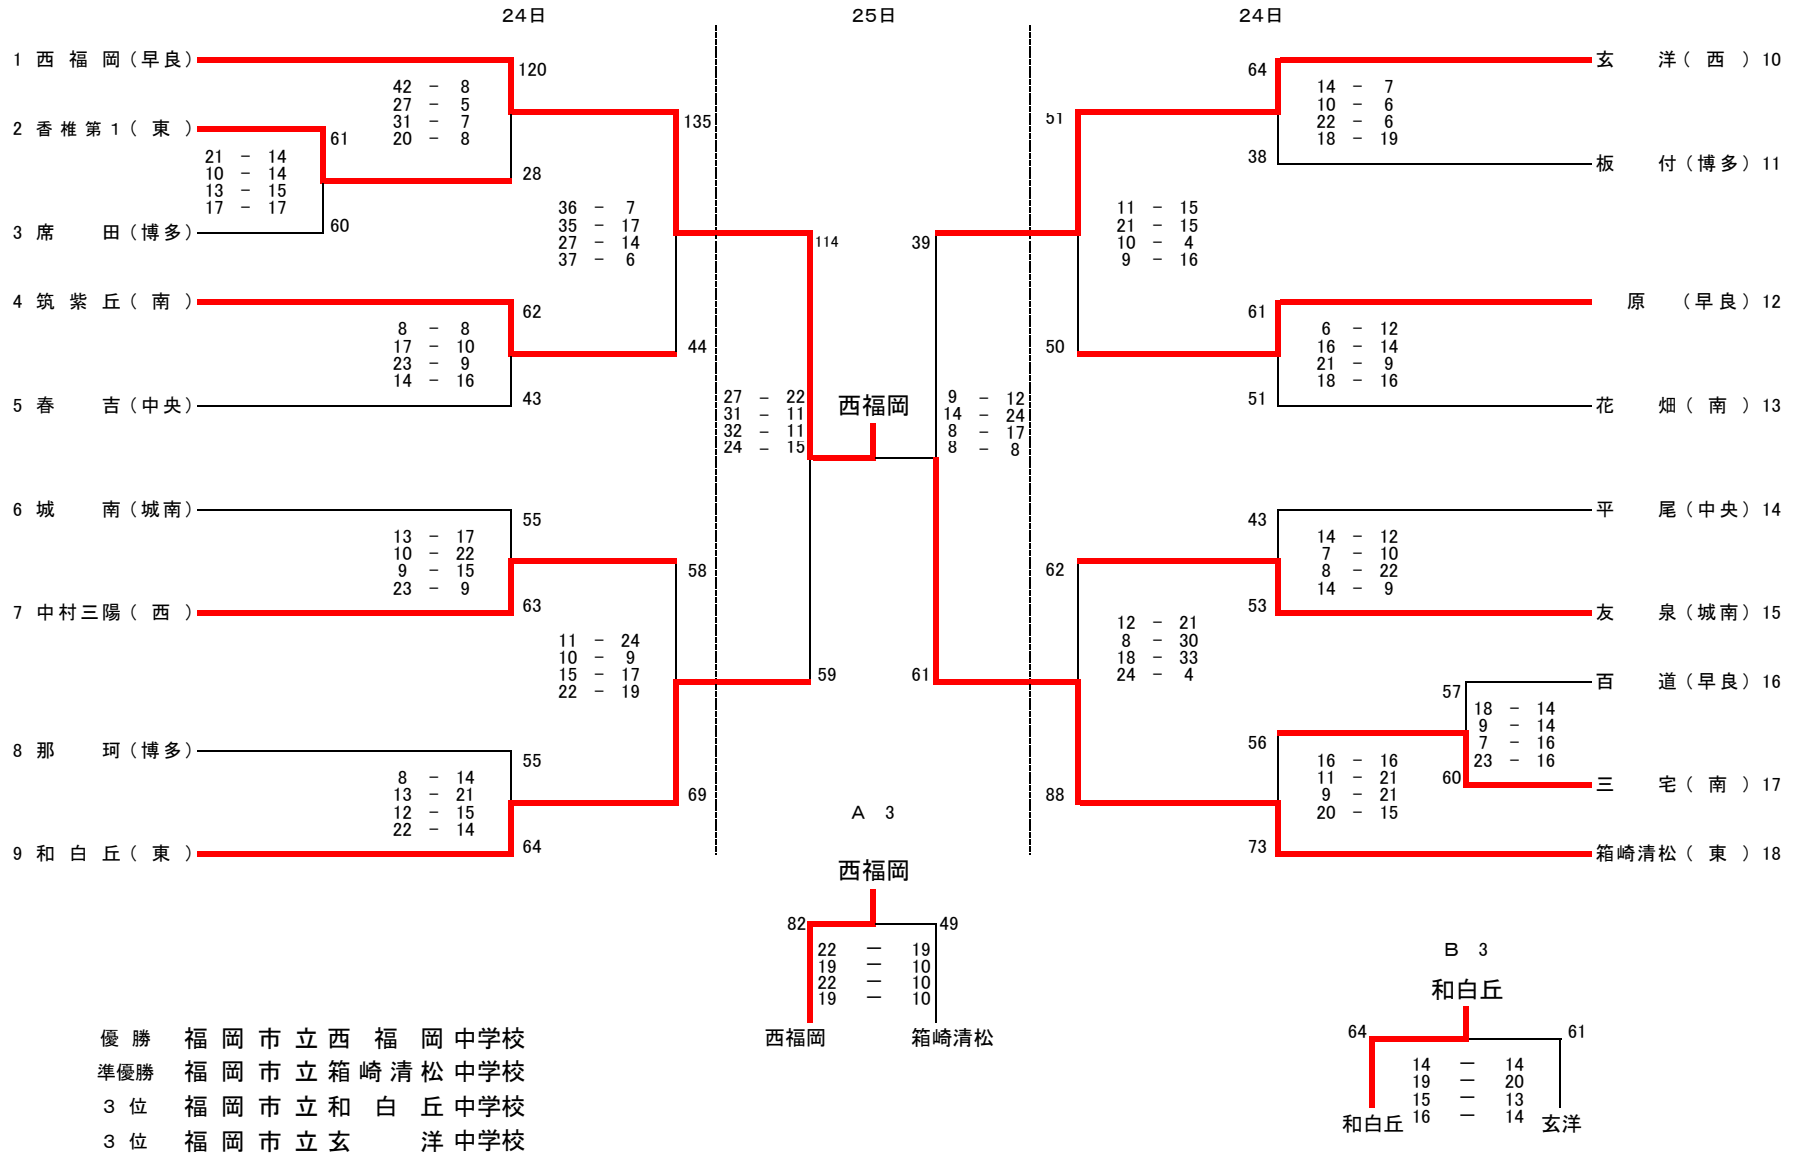 24日
25日
24日
1 西福岡(早良)
2 香椎第1(東)
3 席田(博多)
4 筑紫丘(南)
5 春吉(中央)
6 城南(城南)
7 中村三陽(西)
8 那珂(博多)
9 和白丘(東)
61
21 - 14
10 - 14
13 - 15
17 - 17
60
120
42 - 8
27 - 5
31 - 7
20 - 8
28
62
8 - 8
17 - 10
23 - 9
14 - 16
43
55
13 - 17
10 - 22
9 - 15
23 - 9
63
55
8 - 14
13 - 21
12 - 15
22 - 14
64
135
36 - 7
35 - 17
27 - 14
37 - 6
44
58
11 - 24
10 - 9
15 - 17
22 - 19
69
114
27 - 22
31 - 11
32 - 11
24 - 15
59
西福岡
39
9 - 12
14 - 24
8 - 17
8 - 8
61
51
11 - 15
21 - 15
10 - 4
9 - 16
50
62
12 - 21
8 - 30
18 - 33
24 - 4
88
64
14 - 7
10 - 6
22 - 6
18 - 19
38
61
6 - 12
16 - 14
21 - 9
18 - 16
51
43
14 - 12
7 - 10
8 - 22
14 - 9
53
56
16 - 16
11 - 21
9 - 21
20 - 15
73
57
18 - 14
9 - 14
7 - 16
23 - 16
60
玄洋(西) 10
板付(博多) 11
原(早良) 12
花畑(南) 13
平尾(中央) 14
友泉(城南) 15
百道(早良) 16
三宅(南) 17
箱崎清松(東) 18
A 3
西福岡
82 49
22 — 19
19 — 10
22 — 10
19 — 10
西福岡 箱崎清松
B 3
和白丘
64 61
14 — 14
19 — 20
15 — 13
16 — 14
和白丘 玄洋
優勝 福岡市立西福岡中学校
準優勝 福岡市立箱崎清松中学校
3位 福岡市立和白丘中学校
3位 福岡市立玄洋中学校